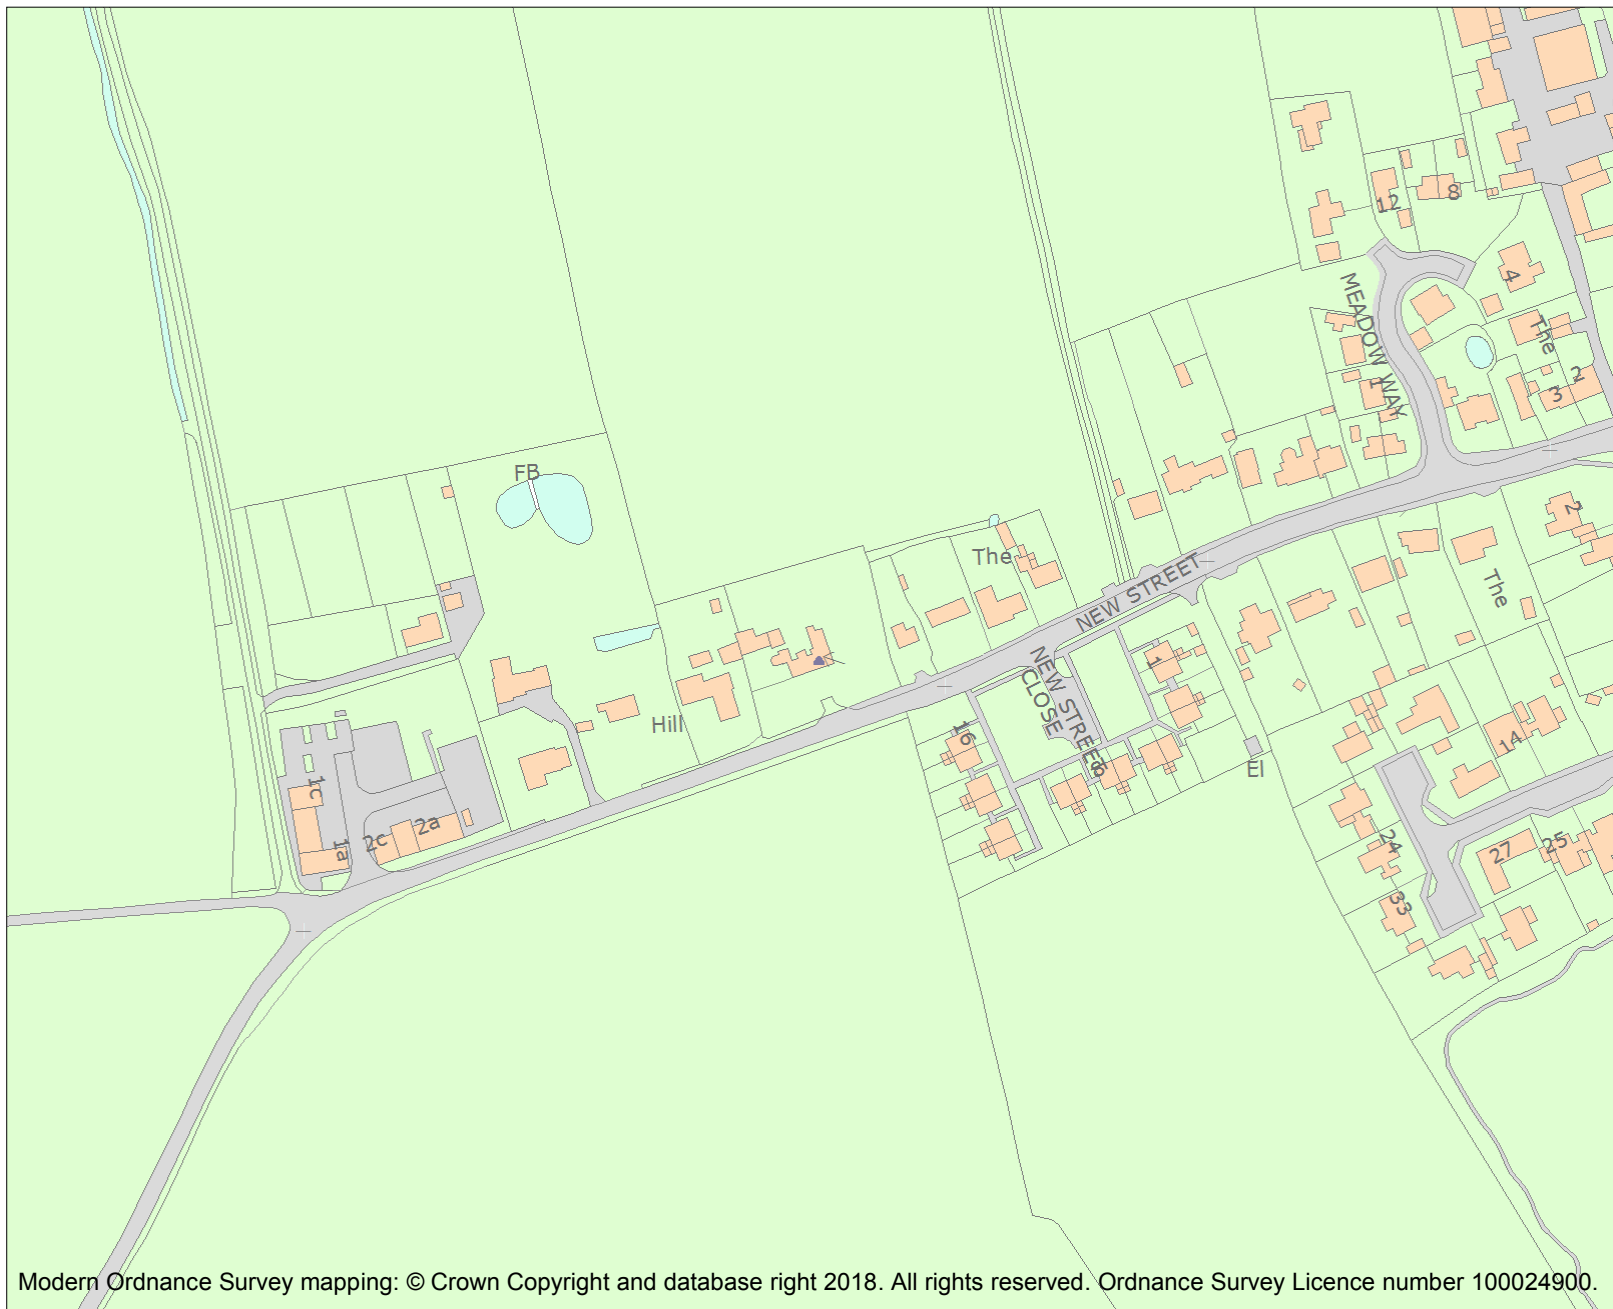 12
8
4
MEADOW WAY
The
1
2
3
FB
2
The
NEW STREET
The
1
NEW STREET
CLOSE
Hill
16
6
14
El
1c
2a
2c
1a
24
27
25
33
Modern Ordnance Survey mapping: © Crown Copyright and database right 2018. All rights reserved. Ordnance Survey Licence number 100024900.